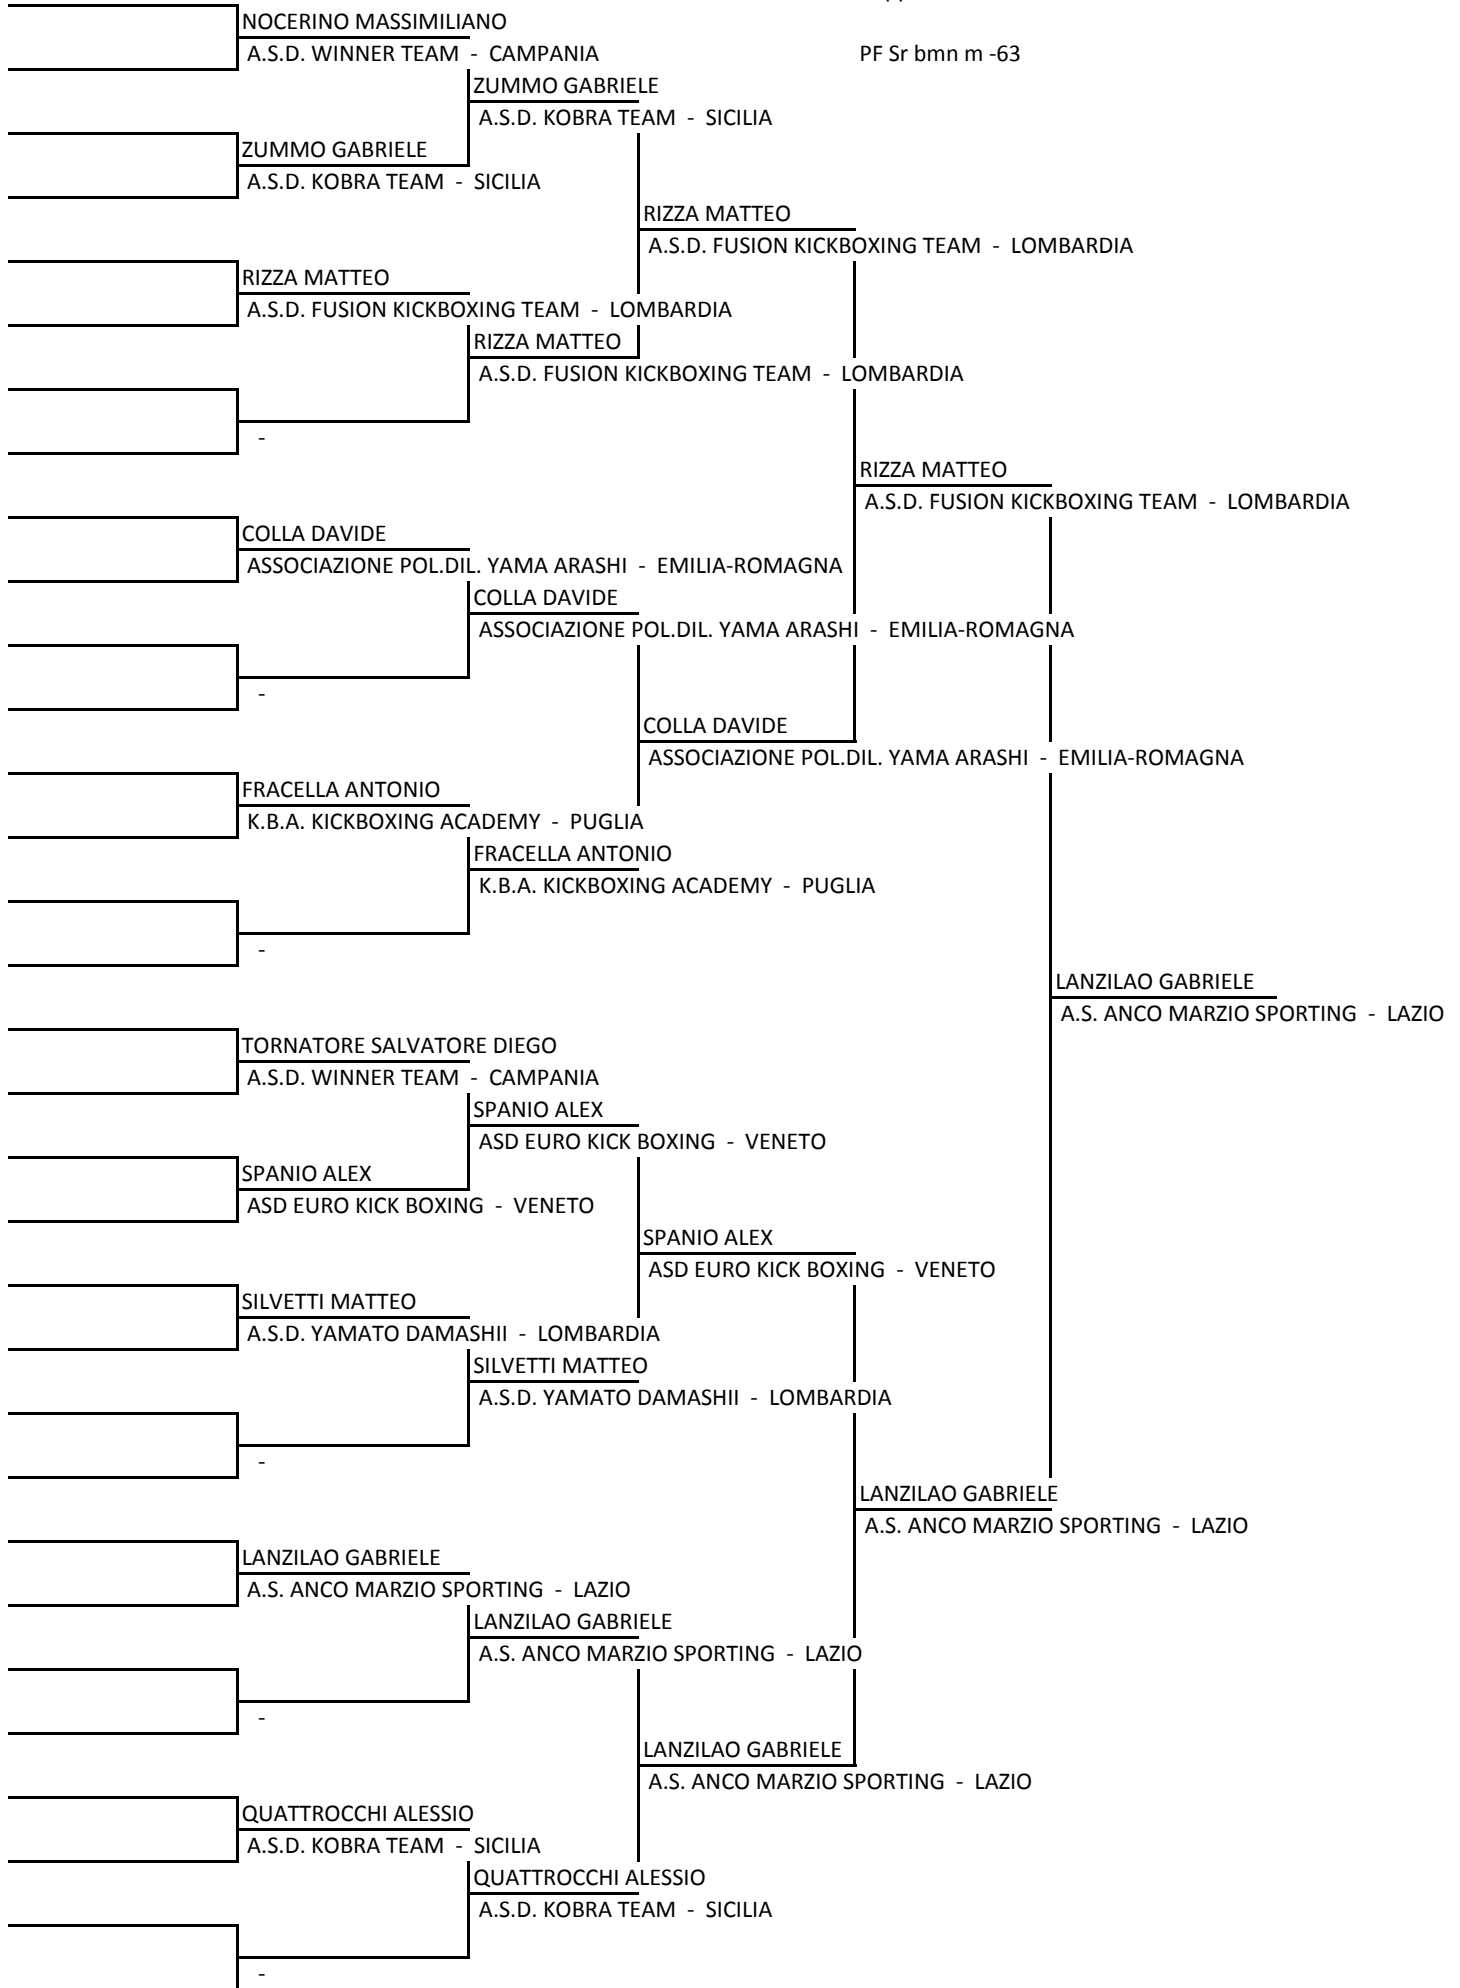 NOCERINO MASSIMILIANO
A.S.D. WINNER TEAM - CAMPANIA
PF Sr bmn m -63
ZUMMO GABRIELE
A.S.D. KOBRA TEAM - SICILIA
ZUMMO GABRIELE
A.S.D. KOBRA TEAM - SICILIA
RIZZA MATTEO
A.S.D. FUSION KICKBOXING TEAM - LOMBARDIA
RIZZA MATTEO
A.S.D. FUSION KICKBOXING TEAM - LOMBARDIA
RIZZA MATTEO
A.S.D. FUSION KICKBOXING TEAM - LOMBARDIA
-
RIZZA MATTEO
A.S.D. FUSION KICKBOXING TEAM - LOMBARDIA
COLLA DAVIDE
ASSOCIAZIONE POL.DIL. YAMA ARASHI - EMILIA-ROMAGNA
COLLA DAVIDE
ASSOCIAZIONE POL.DIL. YAMA ARASHI - EMILIA-ROMAGNA
-
COLLA DAVIDE
ASSOCIAZIONE POL.DIL. YAMA ARASHI - EMILIA-ROMAGNA
FRACELLA ANTONIO
K.B.A. KICKBOXING ACADEMY - PUGLIA
FRACELLA ANTONIO
K.B.A. KICKBOXING ACADEMY - PUGLIA
-
LANZILAO GABRIELE
A.S. ANCO MARZIO SPORTING - LAZIO
TORNATORE SALVATORE DIEGO
A.S.D. WINNER TEAM - CAMPANIA
SPANIO ALEX
ASD EURO KICK BOXING - VENETO
SPANIO ALEX
ASD EURO KICK BOXING - VENETO
SPANIO ALEX
ASD EURO KICK BOXING - VENETO
SILVETTI MATTEO
A.S.D. YAMATO DAMASHII - LOMBARDIA
SILVETTI MATTEO
A.S.D. YAMATO DAMASHII - LOMBARDIA
-
LANZILAO GABRIELE
A.S. ANCO MARZIO SPORTING - LAZIO
LANZILAO GABRIELE
A.S. ANCO MARZIO SPORTING - LAZIO
LANZILAO GABRIELE
A.S. ANCO MARZIO SPORTING - LAZIO
-
LANZILAO GABRIELE
A.S. ANCO MARZIO SPORTING - LAZIO
QUATTROCCHI ALESSIO
A.S.D. KOBRA TEAM - SICILIA
QUATTROCCHI ALESSIO
A.S.D. KOBRA TEAM - SICILIA
-